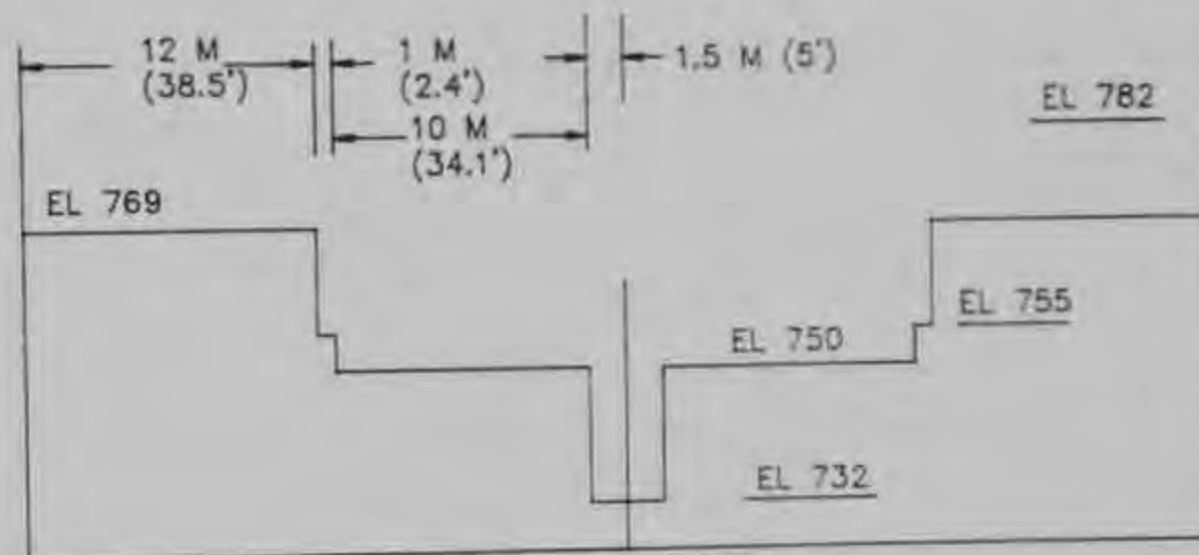 12 M
(38.5')
1 M
(2.4')
1.5 M (5')
10 M
(34.1')
EL 782
EL 769
EL 755
EL 750
EL 732